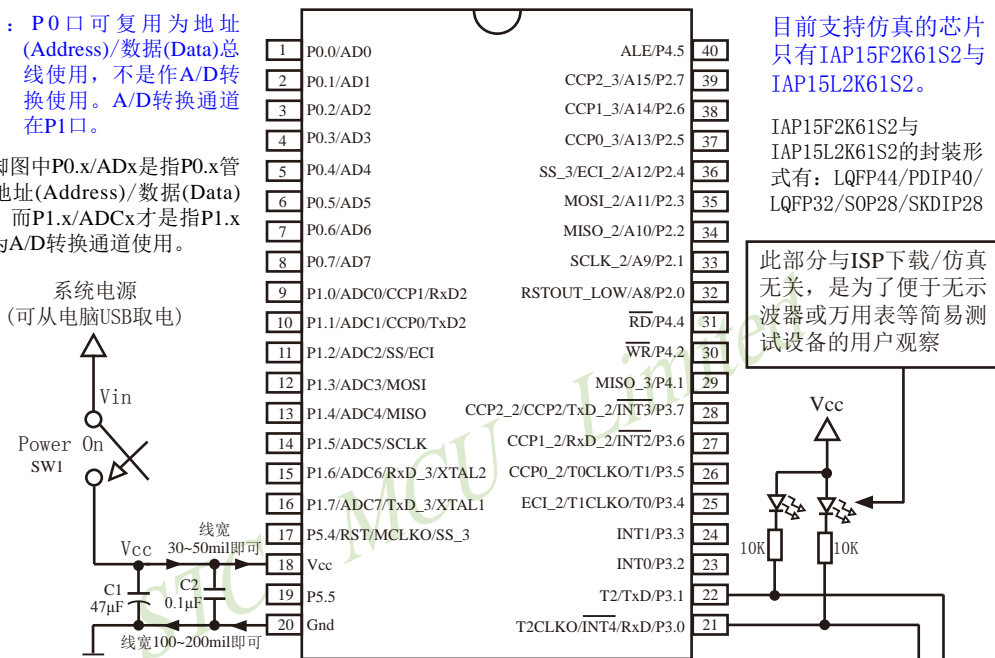 ：P0口可复用为地址
(Address)/数据(Data)总
线使用，不是作A/D转
换使用。A/D转换通道
在P1口。
脚图中P0.x/ADx是指P0.x管
地址(Address)/数据(Data)
而P1.x/ADCx才是指P1.x
为A/D转换通道使用。
系统电源
(可从电脑USB取电)
Vin
Power On
SW1
Vcc
线宽
30~50mil即可
C1
47μF
C2
0.1μF
线宽100~200mil即可
1 P0.0/AD0
2 P0.1/AD1
3 P0.2/AD2
4 P0.3/AD3
5 P0.4/AD4
6 P0.5/AD5
7 P0.6/AD6
8 P0.7/AD7
9 P1.0/ADC0/CCP1/RxD2
10 P1.1/ADC1/CCP0/TxD2
11 P1.2/ADC2/SS/ECI
12 P1.3/ADC3/MOSI
13 P1.4/ADC4/MISO
14 P1.5/ADC5/SCLK
15 P1.6/ADC6/RxD_3/XTAL2
16 P1.7/ADC7/TxD_3/XTAL1
17 P5.4/RST/MCLKO/SS_3
18 Vcc
19 P5.5
20 Gnd
ALE/P4.5 40
CCP2_3/A15/P2.7 39
CCP1_3/A14/P2.6 38
CCP0_3/A13/P2.5 37
SS_3/ECI_2/A12/P2.4 36
MOSI_2/A11/P2.3 35
MISO_2/A10/P2.2 34
SCLK_2/A9/P2.1 33
RSTOUT_LOW/A8/P2.0 32
RD/P4.4 31
WR/P4.2 30
MISO_3/P4.1 29
CCP2_2/CCP2/TxD_2/INT3/P3.7 28
CCP1_2/RxD_2/INT2/P3.6 27
CCP0_2/T0CLKO/T1/P3.5 26
ECI_2/T1CLKO/T0/P3.4 25
INT1/P3.3 24
INT0/P3.2 23
T2/TxD/P3.1 22
T2CLKO/INT4/RxD/P3.0 21
STC MCU Limited
目前支持仿真的芯片
只有IAP15F2K61S2与
IAP15L2K61S2。
IAP15F2K61S2与
IAP15L2K61S2的封装形
式有：LQFP44/PDIP40/
LQFP32/SOP28/SKDIP28
此部分与ISP下载/仿真
无关，是为了便于无示
波器或万用表等简易测
试设备的用户观察
Vcc
10K
10K